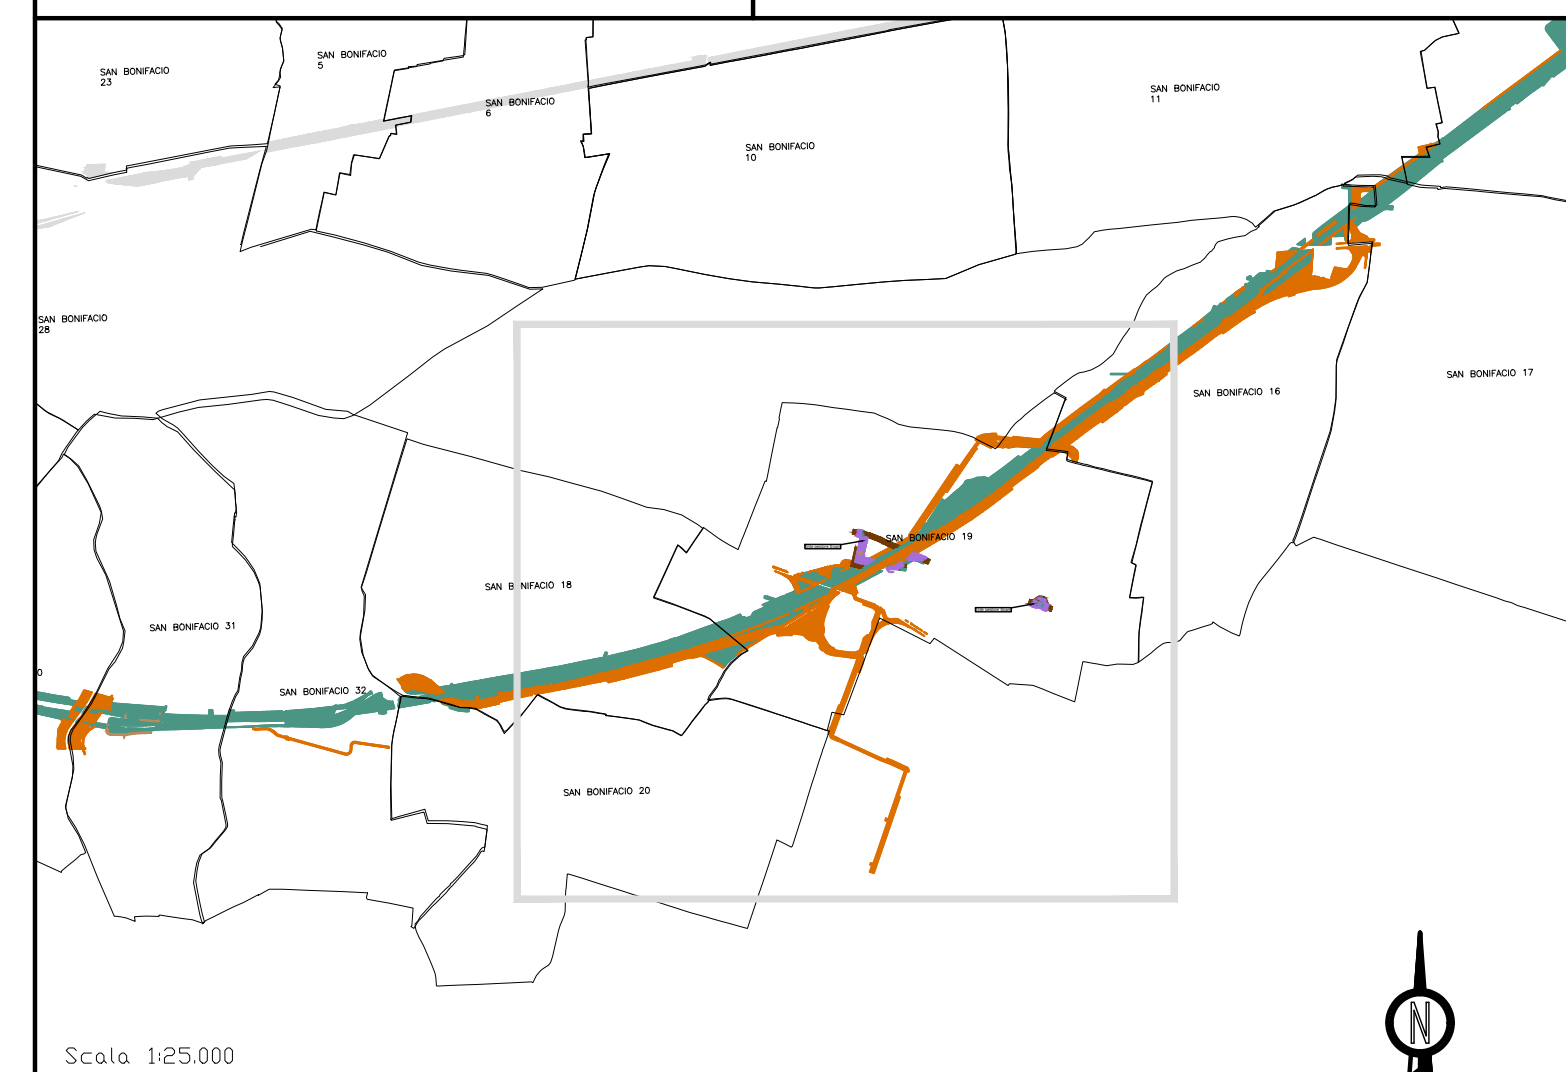 SAN BONIFACIO
5
SAN BONIFACIO
23
SAN BONIFACIO
6
SAN BONIFACIO
11
SAN BONIFACIO
10
SAN BONIFACIO
28
SAN BONIFACIO 17
SAN BONIFACIO 16
SAN BONIFACIO 19
SAN BONIFACIO 18
SAN BONIFACIO 31
0
SAN BONIFACIO 32
SAN BONIFACIO 20
N
Scala 1:25.000